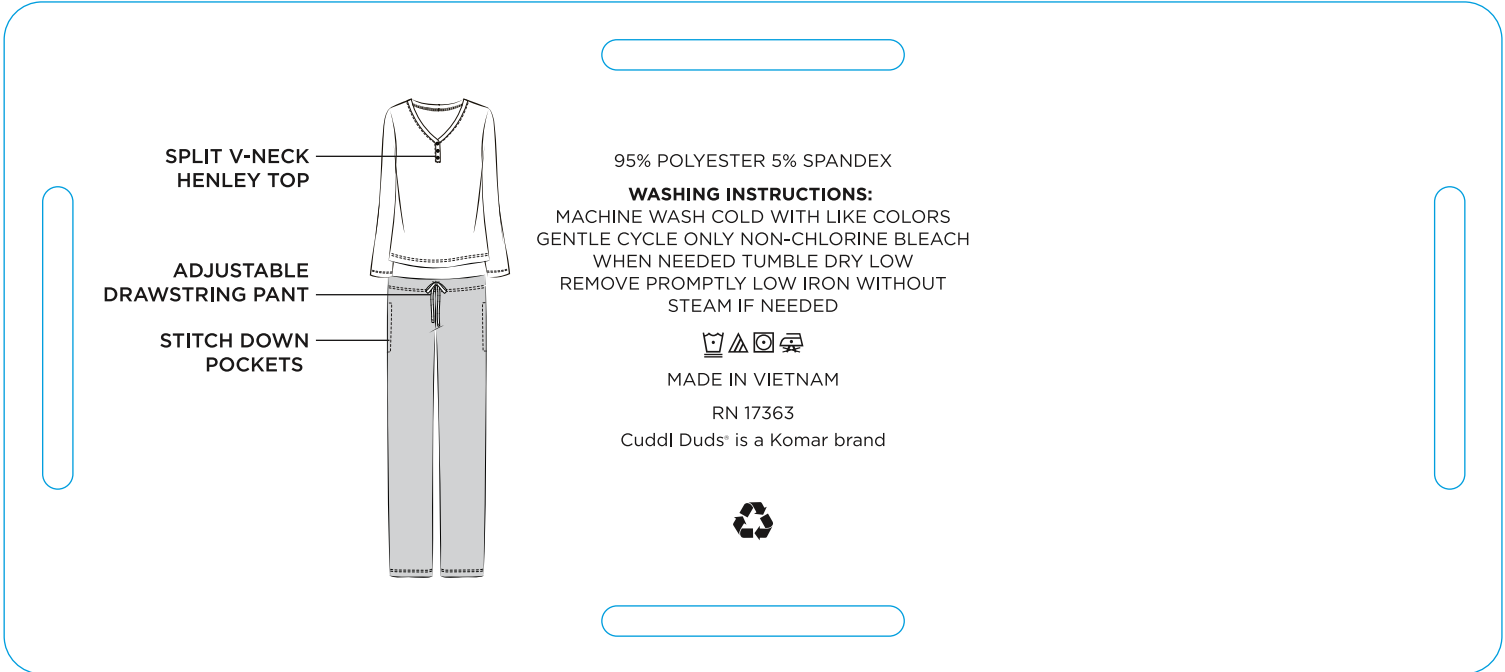 SPLIT V-NECK
HENLEY TOP
ADJUSTABLE
DRAWSTRING PANT
STITCH DOWN
POCKETS
95% POLYESTER 5% SPANDEX
WASHING INSTRUCTIONS:
MACHINE WASH COLD WITH LIKE COLORS
GENTLE CYCLE ONLY NON-CHLORINE BLEACH
WHEN NEEDED TUMBLE DRY LOW
REMOVE PROMPTLY LOW IRON WITHOUT
STEAM IF NEEDED
MADE IN VIETNAM
RN 17363
Cuddl Duds® is a Komar brand